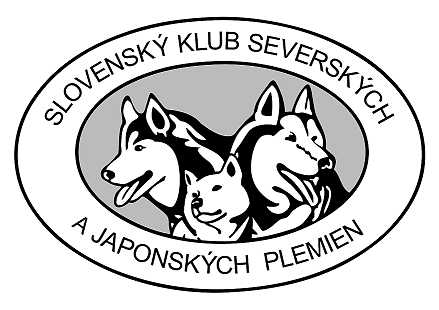 SLOVENSKÝ KLUB SEVERSKÝCH
A JAPONSKÝCH PLEMIEN